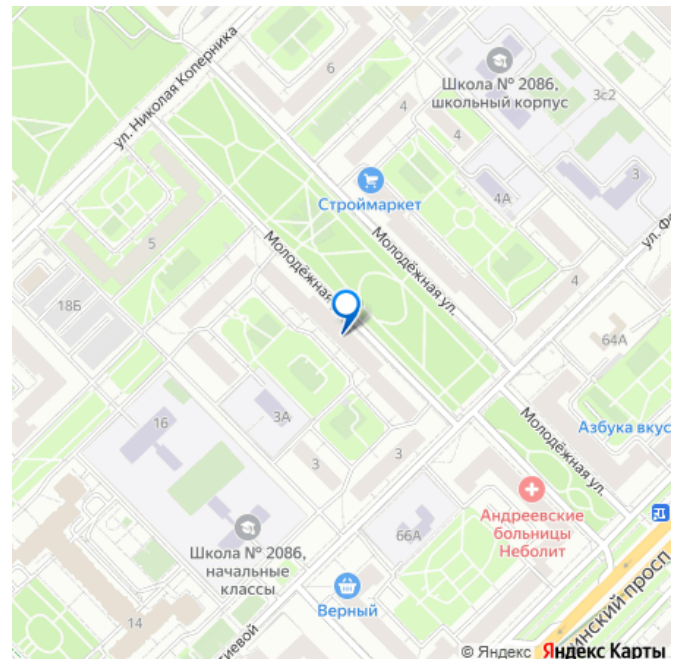 ул. Николая Коперника
6
Школа № 2086,
школьный корпус
3с2
4
4
3
4А
Строймаркет
Молодёжная ул.
5
Молодёжная
18Б
4
64А
3А
16
3
3
Азбука вкус
Молодёжная ул.
Андреевские
больницы
Неболит
66А
Школа № 2086,
начальные
классы
Верный
14
© Яндекс Яндекс Карты